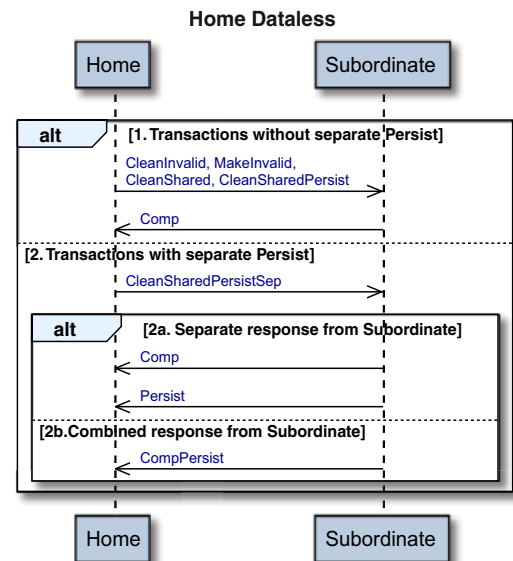 Home Dataless
Home Subordinate
alt [1. Transactions without separate Persist]
CleanInvalid, MakeInvalid,
CleanShared, CleanSharedPersist
Comp
[2. Transactions with separate Persist]
CleanSharedPersistSep
alt [2a. Separate response from Subordinate]
Comp
Persist
[2b.Combined response from Subordinate]
CompPersist
Home Subordinate